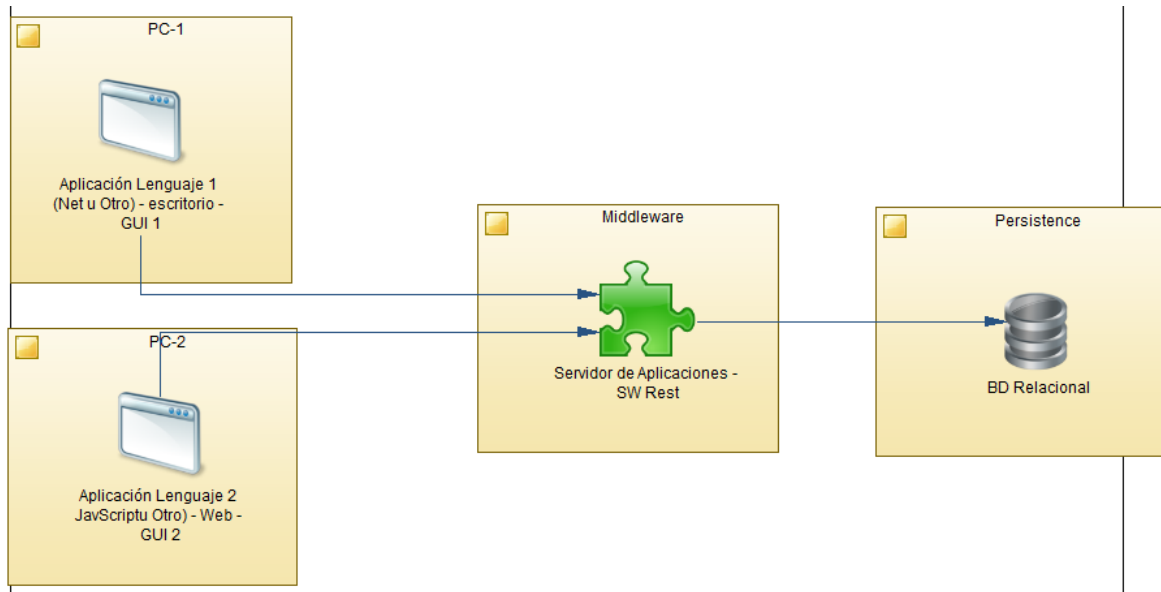 PC-1
Aplicación Lenguaje 1
(Net u Otro) - escritorio -
GUI 1
PC-2
Aplicación Lenguaje 2
JavScriptu Otro) - Web -
GUI 2
Middleware
Servidor de Aplicaciones -
SW Rest
Persistence
BD Relacional